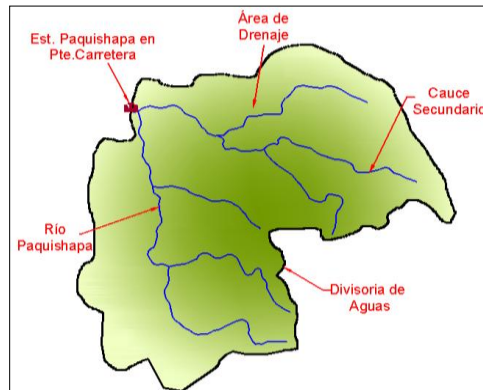 Área de
Drenaje
Est. Paquishapa en
Pte.Carretera
Cauce
Secundario
Río
Paquishapa
Divisoria de
Aguas